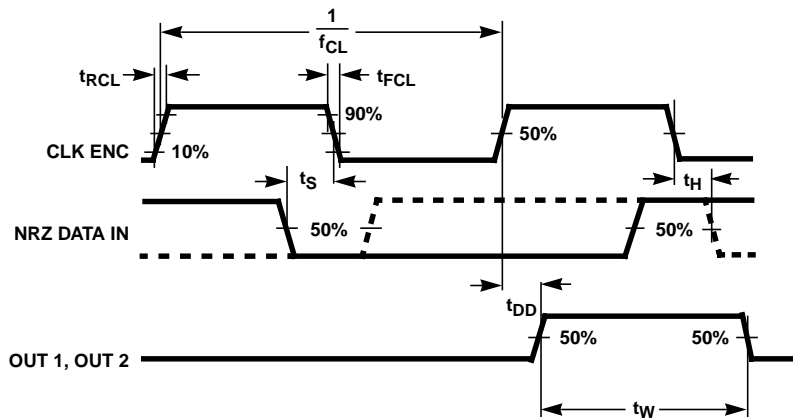 1
fCL
tRCL
tFCL
90%
CLK ENC
10%
50%
tS
tH
NRZ DATA IN
50%
50%
tDD
OUT 1, OUT 2
50%
50%
tW